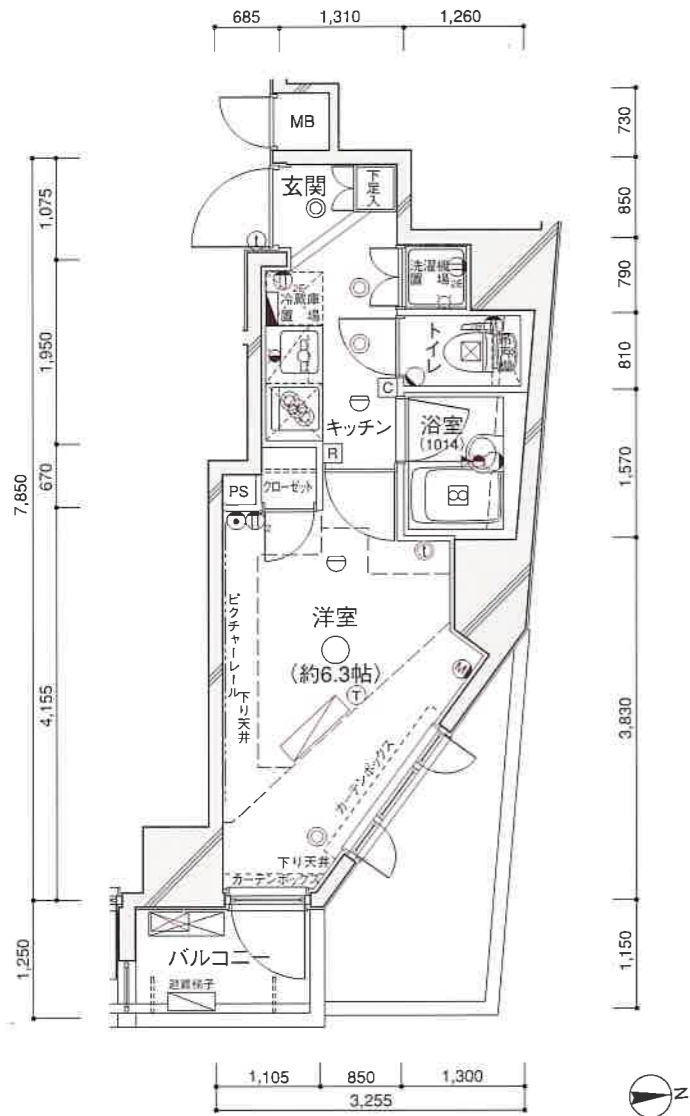 685
1,310
1,260
MB
730
玄関
下足入
850
1,075
洗濯機置場
790
2E
2E
冷蔵庫置場
トイレ
810
1,950
C
キッチン
浴室
(1014)
1,570
R
670
PS
クローゼット
2
7,850
t
t
洋室
(約6.3帖)
ピクチャーレール
下り天井
M
T
4,155
3,830
カーテンボックス
下り天井
カーテンボックス
バルコニー
避難梯子
1,250
1,150
1,105
850
1,300
3,255
N